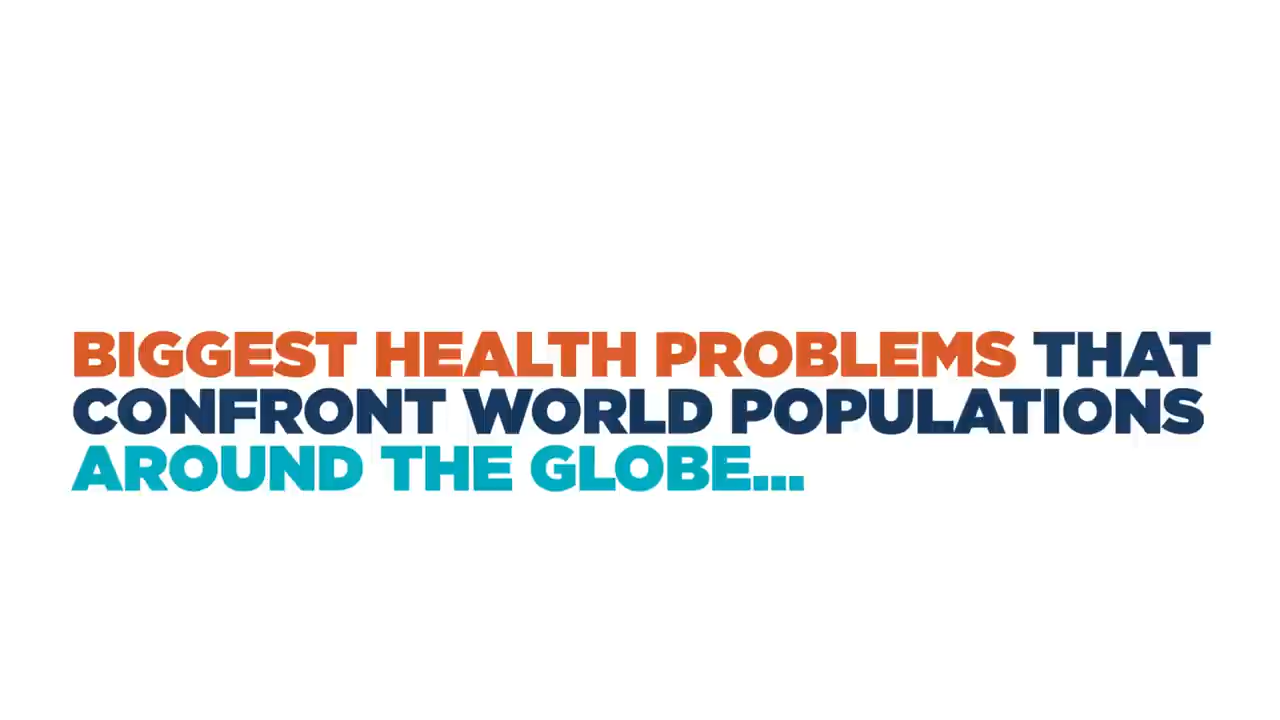 BIGGEST HEALTH PROBLEMS THAT
CONFRONT WORLD POPULATIONS
AROUND THE GLOBE...